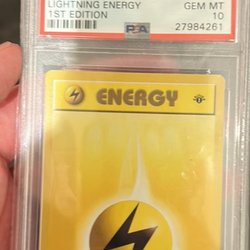 LIGHTNING ENERGY GEM MT
1ST EDITION 10
PSA 27984261
ENERGY